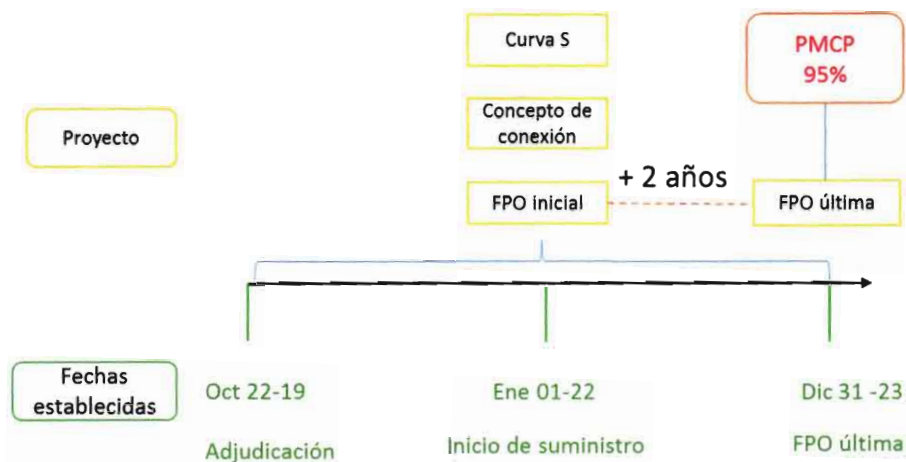 Curva S
PMCP
95%
Proyecto
Concepto de
conexión
+ 2 años
FPO inicial
FPO última
Fechas
establecidas
Oct 22-19
Ene 01-22
Dic 31 -23
Adjudicación
Inicio de suministro
FPO última